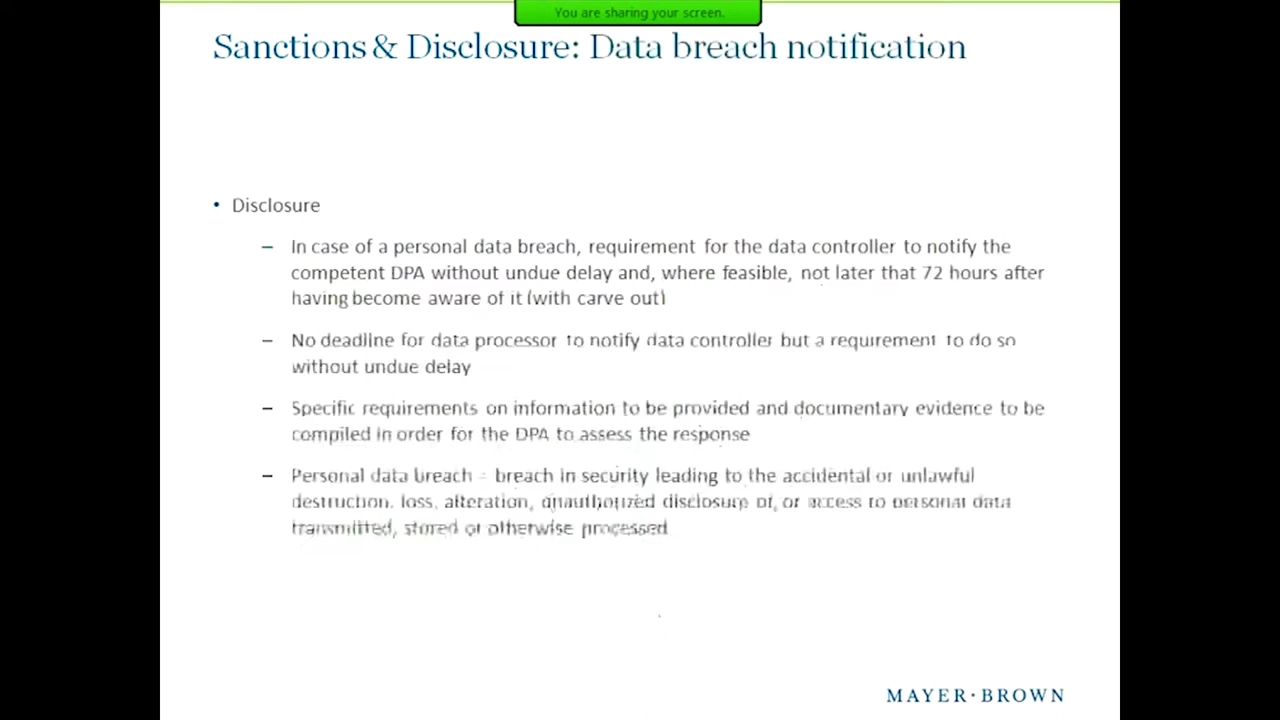 You are sharing your screen.
Sanctions & Disclosure: Data breach notification
• Disclosure
– In case of a personal data breach, requirement for the data controller to notify the
competent DPA without undue delay and, where feasible, not later that 72 hours after
having become aware of it (with carve out)
– No deadline for data processor to notify data controller but a requirement to do so
without undue delay
– Specific requirements on information to be provided and documentary evidence to be
compiled in order for the DPA to assess the response
– Personal data breach = breach in security leading to the accidental or unlawful
destruction, loss, alteration, unauthorized disclosure of, or access to personal data
transmitted, stored or otherwise processed
MAYER·BROWN